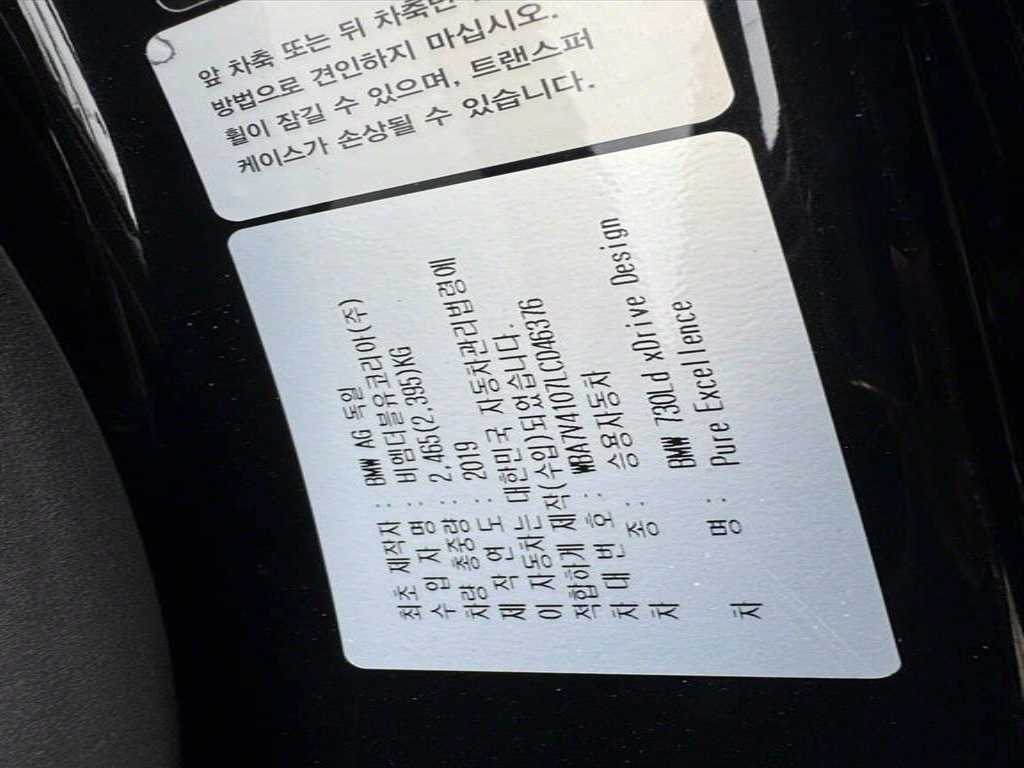 앞 차축 또는 뒤 차축만
방법으로 견인하지 마십시오.
휠이 잠길 수 있으며, 트랜스퍼
케이스가 손상될 수 있습니다.
최초 제작자 : BMW AG 독일
수 입 자 명 : 비엠더블유코리아(주)
차량 총중량 : 2,465(2,395)KG
제 작 연 도 : 2019
이 자동차는 대한민국 자동차관리법령에
적합하게 제작(수입)되었습니다.
차 대 번 호 : WBA7V4107LCD46376
차 종 : 승용자동차
차 명 : BMW 730Ld xDrive Design
Pure Excellence